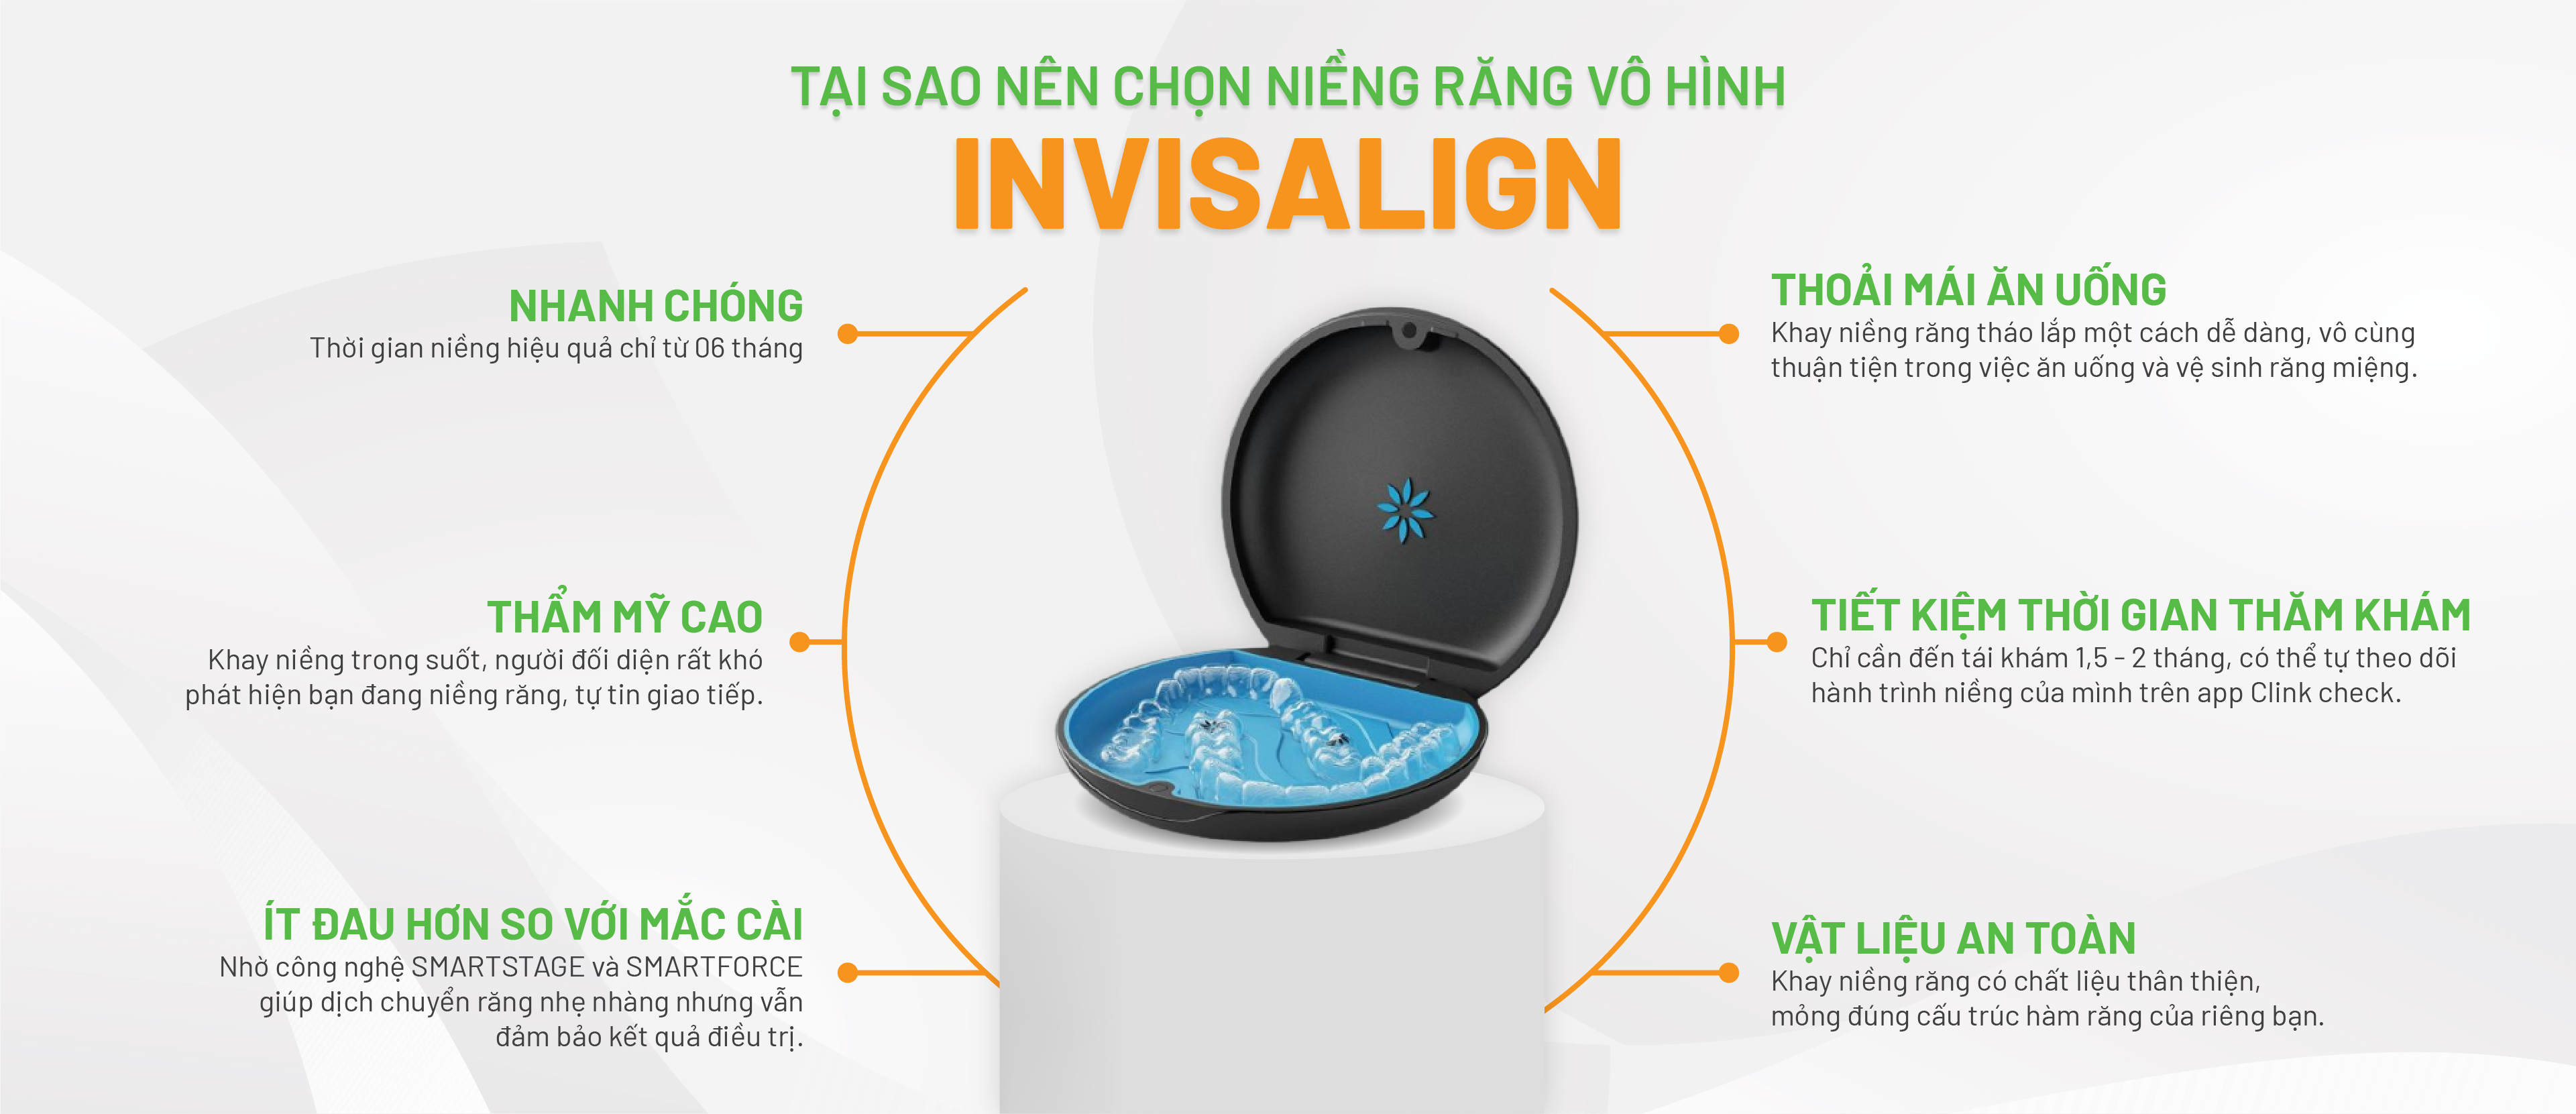 TẠI SAO NÊN CHỌN NIỀNG RĂNG VÔ HÌNH
INVISALIGN
NHANH CHÓNG
Thời gian niềng hiệu quả chỉ từ 06 tháng
THẨM MỸ CAO
Khay niềng trong suốt, người đối diện rất khó
phát hiện bạn đang niềng răng, tự tin giao tiếp.
ÍT ĐAU HƠN SO VỚI MẮC CÀI
Nhờ công nghệ SMARTSTAGE và SMARTFORCE
giúp dịch chuyển răng nhẹ nhàng nhưng vẫn
đảm bảo kết quả điều trị.
THOẢI MÁI ĂN UỐNG
Khay niềng răng tháo lắp một cách dễ dàng, vô cùng
thuận tiện trong việc ăn uống và vệ sinh răng miệng.
TIẾT KIỆM THỜI GIAN THĂM KHÁM
Chỉ cần đến tái khám 1,5 - 2 tháng, có thể tự theo dõi
hành trình niềng của mình trên app Clink check.
VẬT LIỆU AN TOÀN
Khay niềng răng có chất liệu thân thiện,
mỏng đúng cấu trúc hàm răng của riêng bạn.